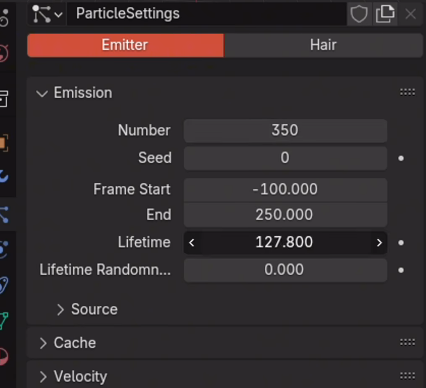 ParticleSettings
Emitter Hair
Emission
Number 350
Seed 0
Frame Start -100.000
End 250.000
Lifetime 127.800
Lifetime Randomn... 0.000
Source
Cache
Velocity